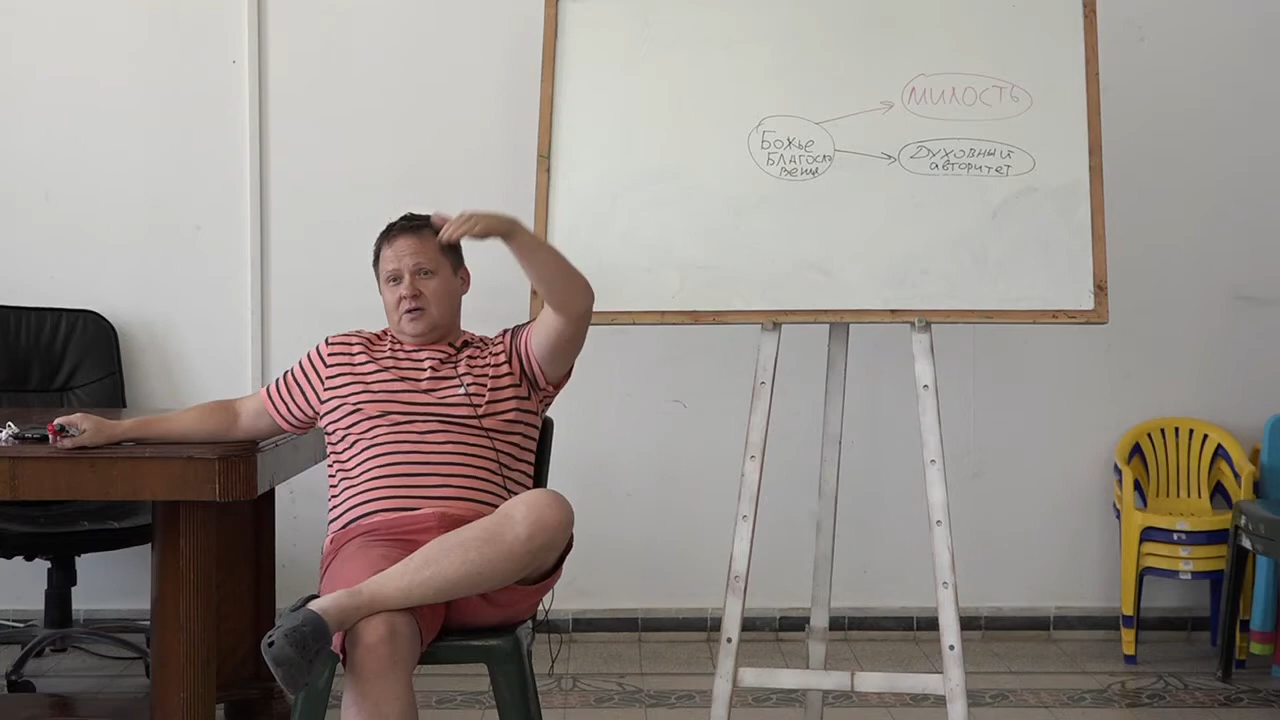 Божье
Благосло
вение
милость
Духовный
авторитет